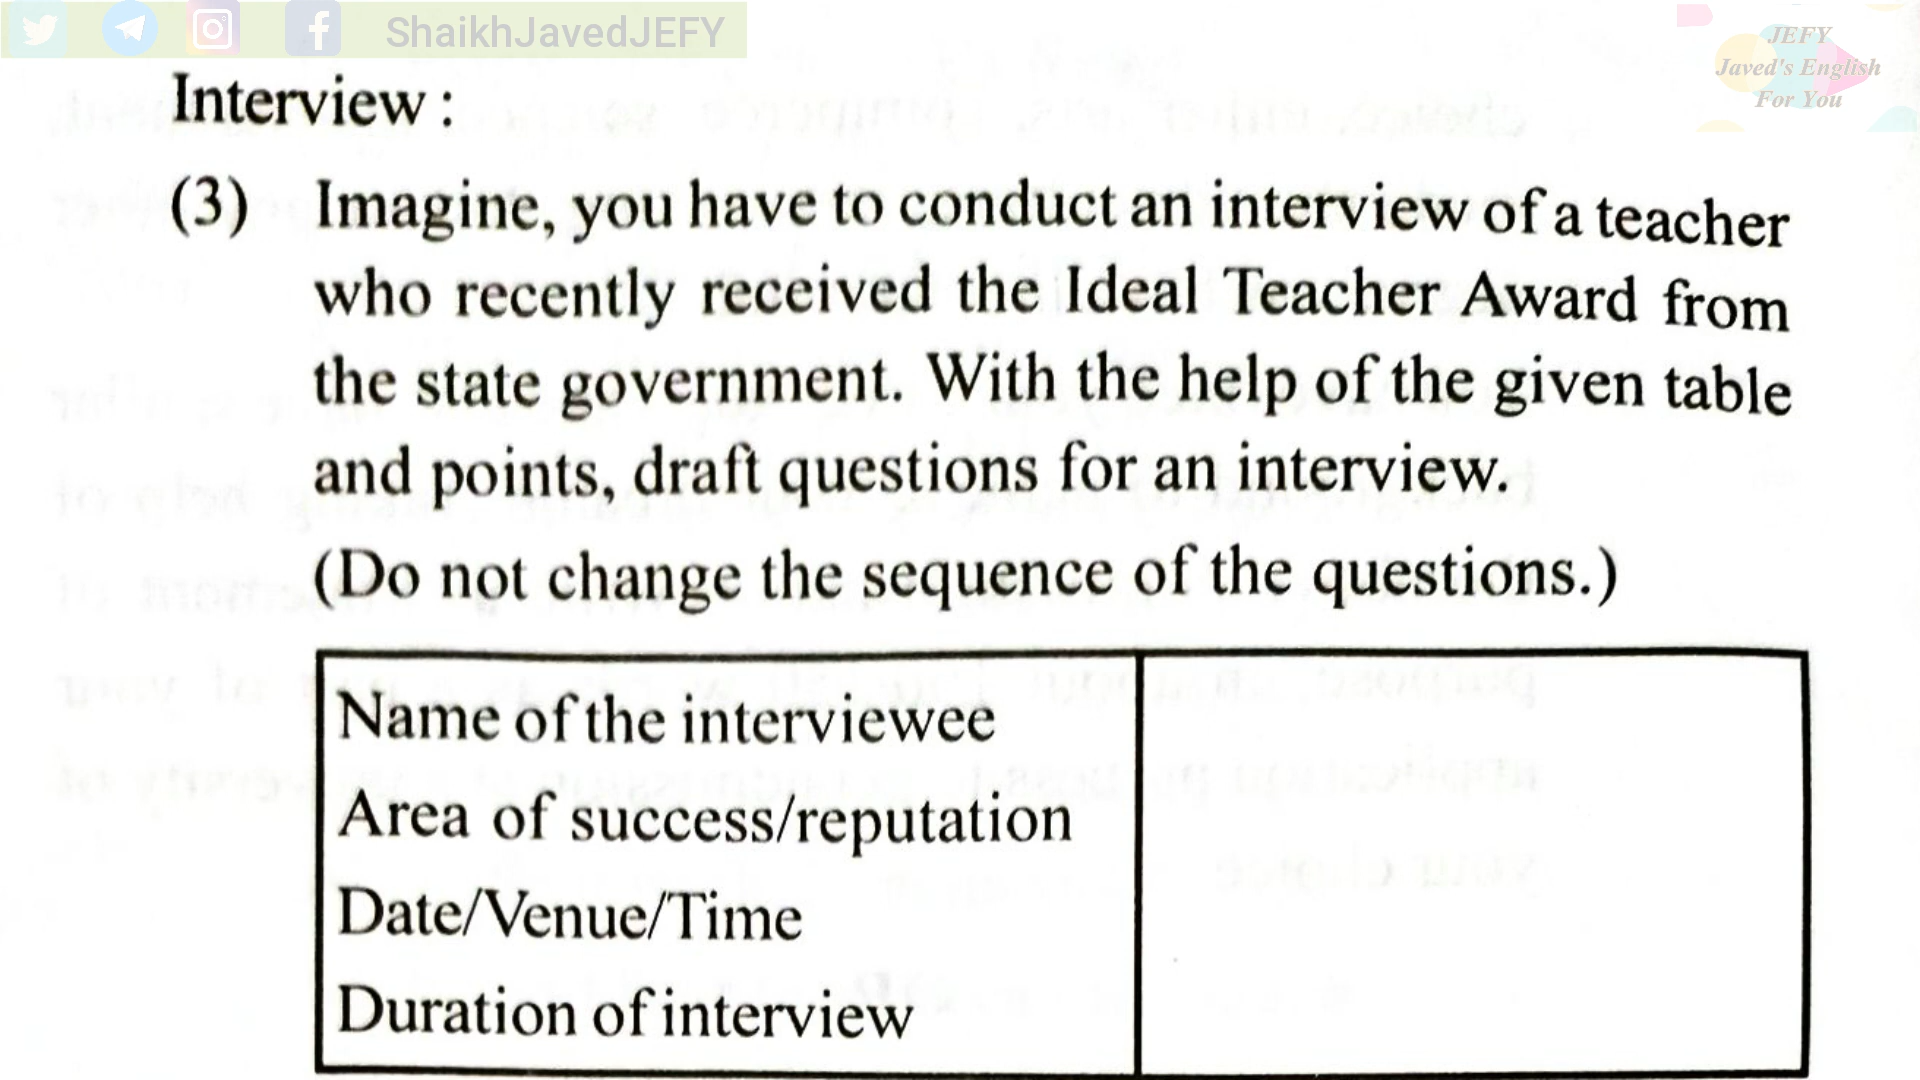 ShaikhJavedJEFY
JEFY
Javed's English
For You
Interview :
(3) Imagine, you have to conduct an interview of a teacher
who recently received the Ideal Teacher Award from
the state government. With the help of the given table
and points, draft questions for an interview.
(Do not change the sequence of the questions.)
Name of the interviewee
Area of success/reputation
Date/Venue/Time
Duration of interview